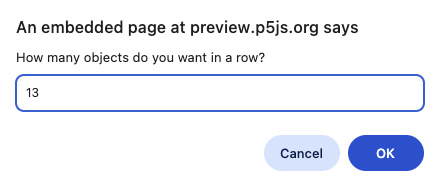 An embedded page at preview.p5js.org says
How many objects do you want in a row?
13
Cancel OK